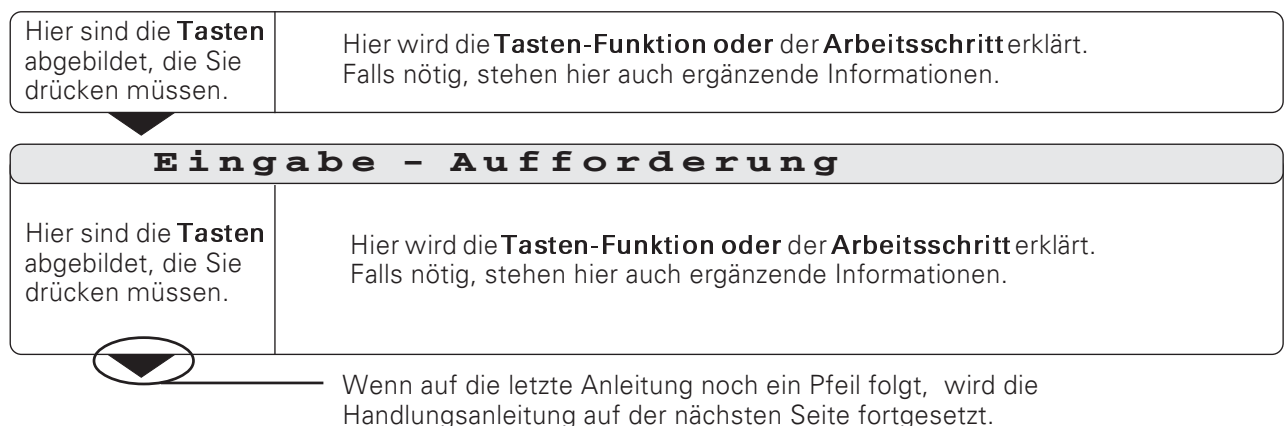 Hier sind die Tasten
abgebildet, die Sie
drücken müssen.
Hier wird die Tasten-Funktion oder der Arbeitsschritt erklärt.
Falls nötig, stehen hier auch ergänzende Informationen.
Eingabe - Aufforderung
Hier sind die Tasten
abgebildet, die Sie
drücken müssen.
Hier wird die Tasten-Funktion oder der Arbeitsschritt erklärt.
Falls nötig, stehen hier auch ergänzende Informationen.
Wenn auf die letzte Anleitung noch ein Pfeil folgt, wird die
Handlungsanleitung auf der nächsten Seite fortgesetzt.